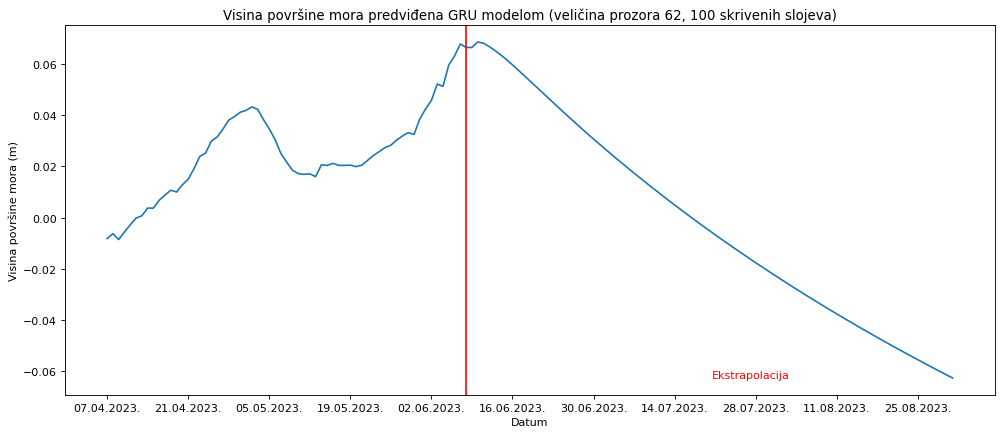 Visina površine mora predviđena GRU modelom (veličina prozora 62, 100 skrivenih slojeva)
Visina površine mora (m)
0.06
0.04
0.02
0.00
−0.02
−0.04
−0.06
Ekstrapolacija
07.04.2023. 21.04.2023. 05.05.2023. 19.05.2023. 02.06.2023. 16.06.2023. 30.06.2023. 14.07.2023. 28.07.2023. 11.08.2023. 25.08.2023.
Datum